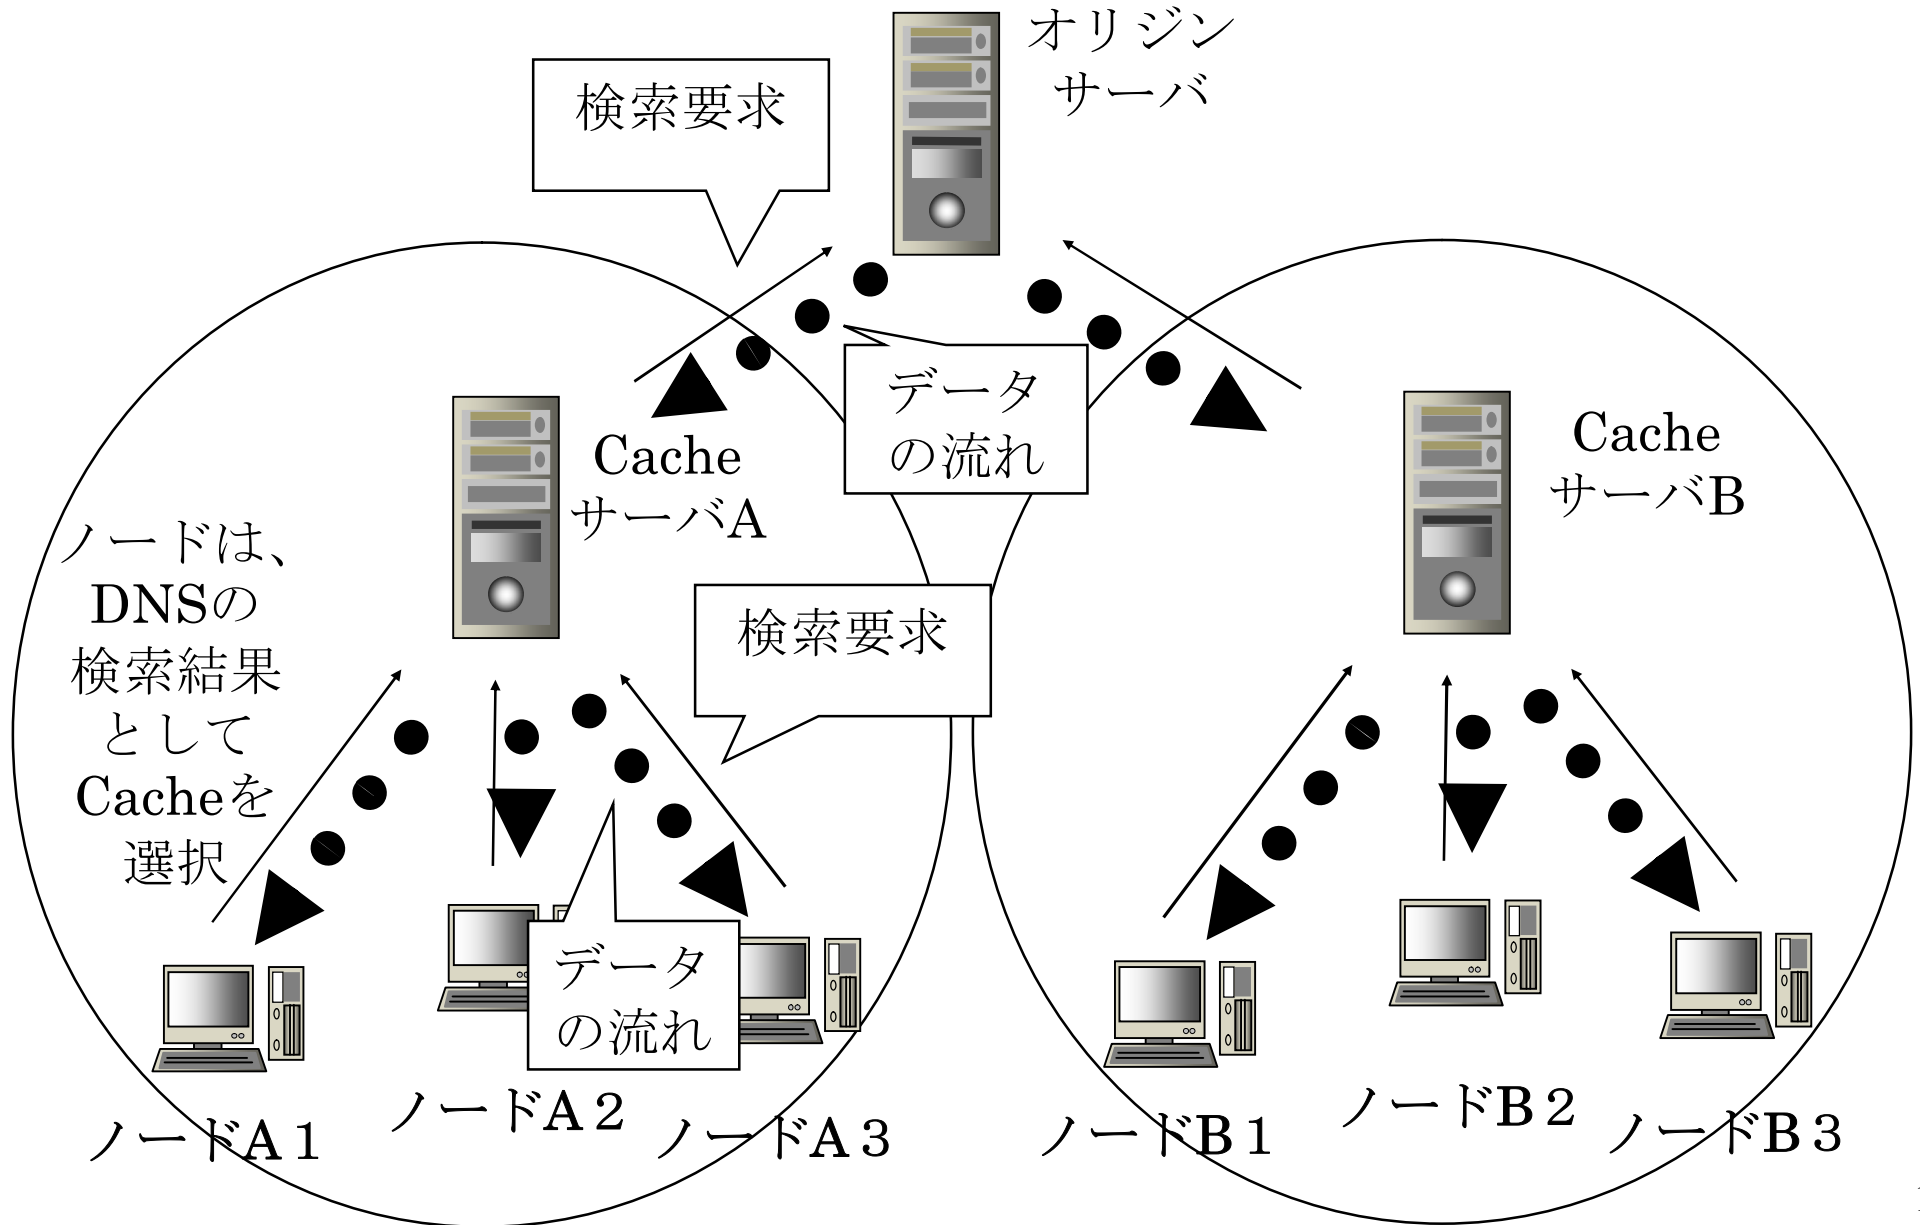 オリジン
サーバ
検索要求
データ
の流れ
Cache
サーバA
Cache
サーバB
ノードは、
DNSの
検索結果
として
Cacheを
選択
検索要求
データ
の流れ
ノードA１
ノードA２
ノードA３
ノードB１
ノードB２
ノードB３